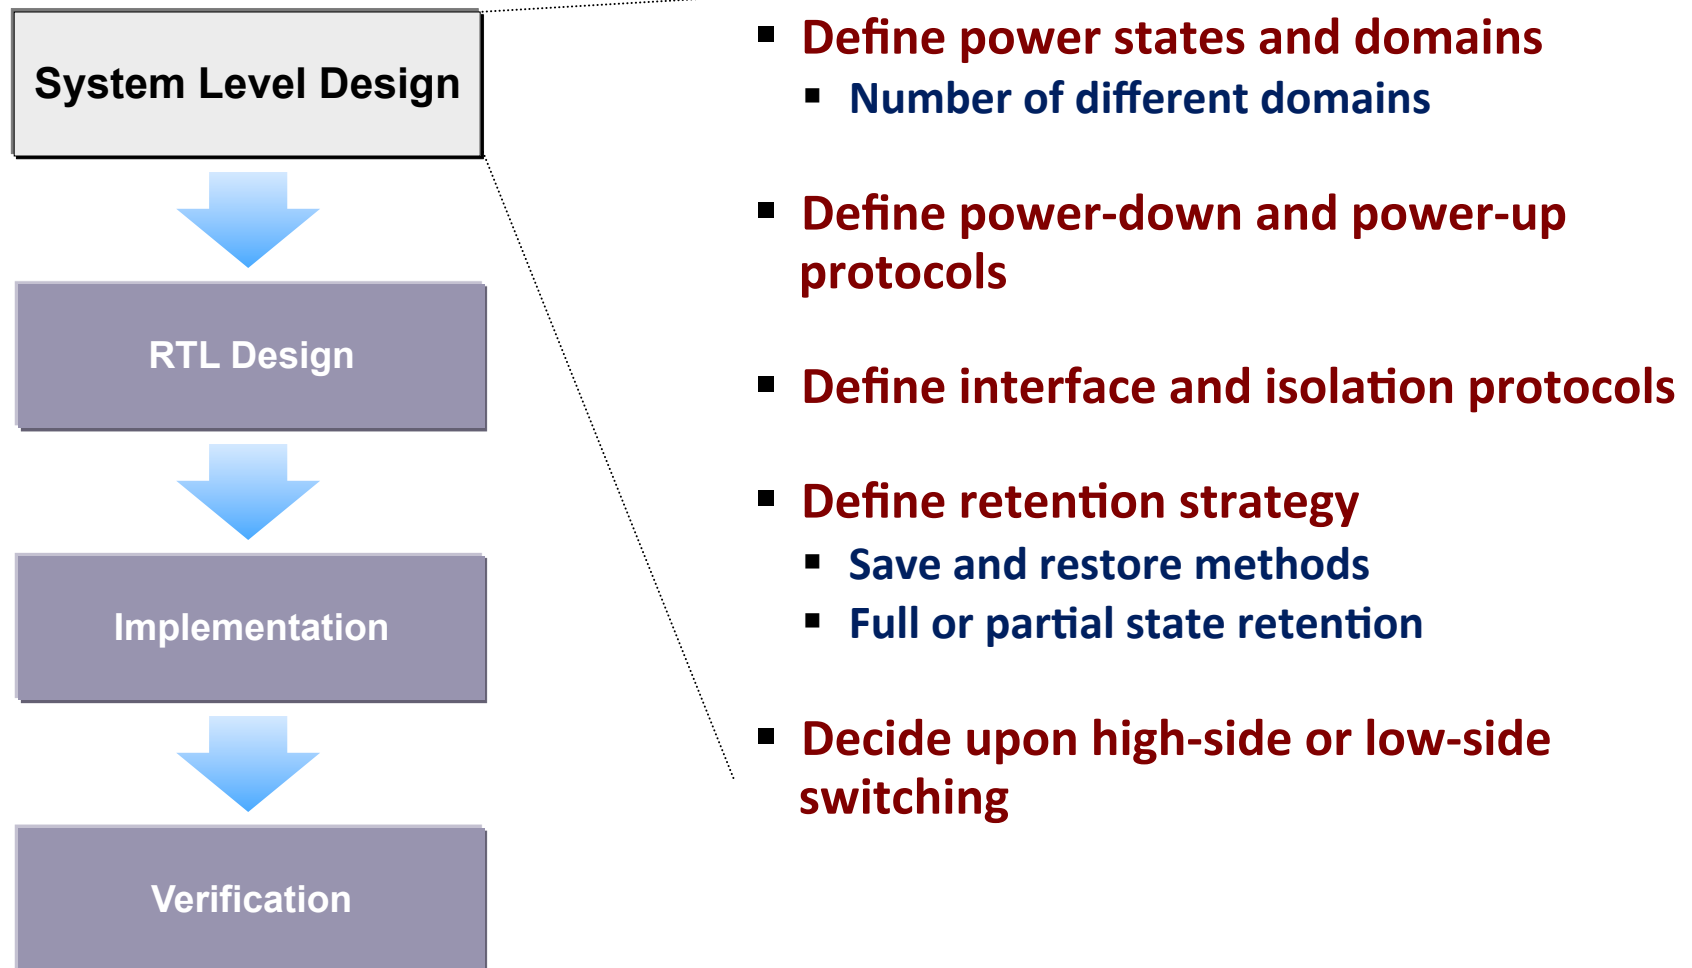 System Level Design
RTL Design
Implementation
Verification
▪ Define power states and domains
▪ Number of different domains
▪ Define power-down and power-up
protocols
▪ Define interface and isolation protocols
▪ Define retention strategy
▪ Save and restore methods
▪ Full or partial state retention
▪ Decide upon high-side or low-side
switching